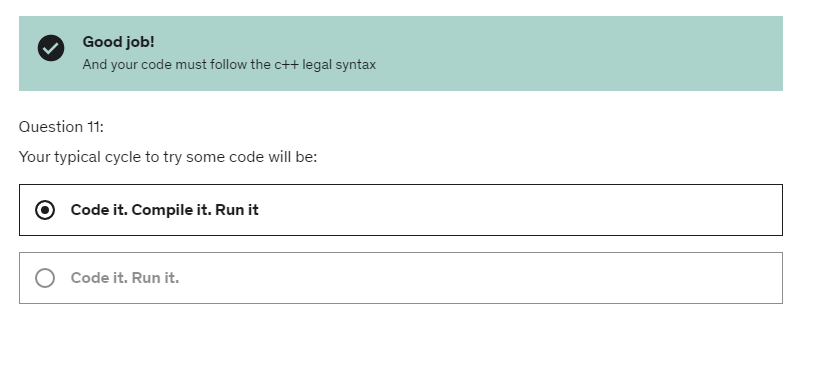 Good job!
And your code must follow the c++ legal syntax
Question 11:
Your typical cycle to try some code will be:
Code it. Compile it. Run it
Code it. Run it.